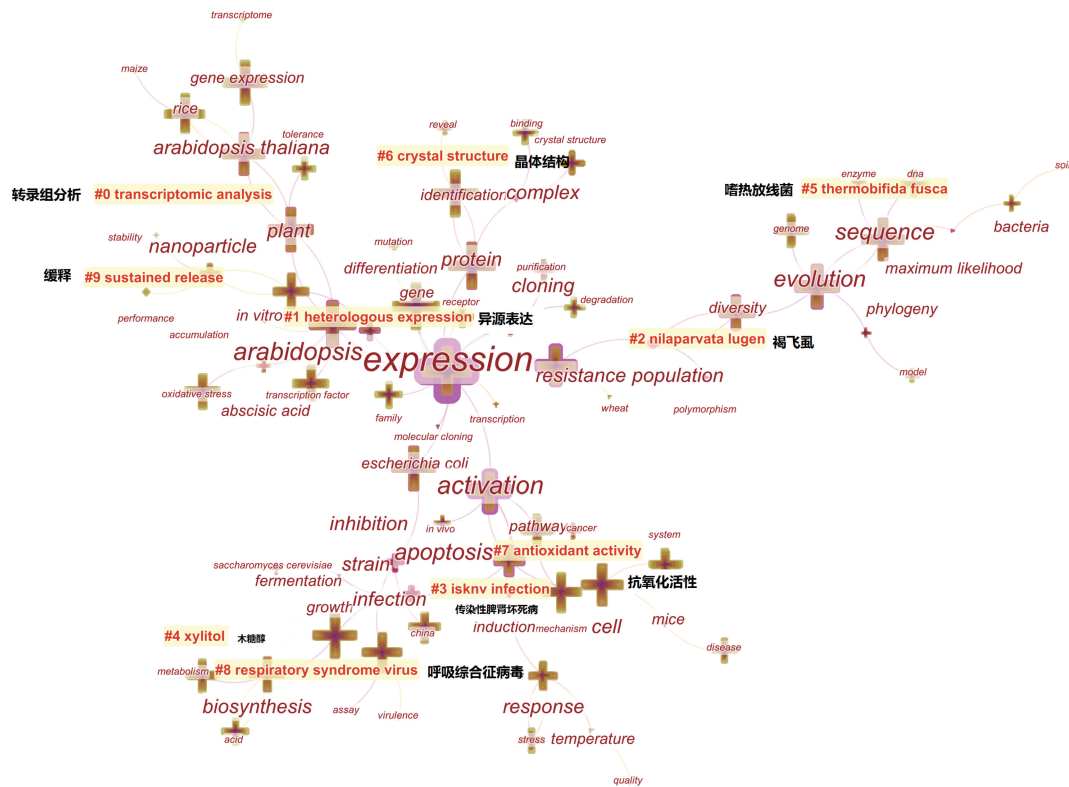 transcriptome
maize
gene expression
rice
tolerance
arabidopsis thaliana
转录组分析 #0 transcriptomic analysis
plant
stability
nanoparticle
缓释 #9 sustained release
in vitro
performance
accumulation
arabidopsis
oxidative stress
transcription factor
abscisic acid
reveal
binding
crystal structure
#6 crystal structure 晶体结构
identification
complex
mutation
protein
differentiation
purification
cloning
gene
receptor
degradation
#1 heterologous expression 异源表达
expression
resistance population
family
transcription
wheat
polymorphism
molecular cloning
嗜热放线菌 #5 thermobifida fusca
enzyme
dna
soil
genome
sequence
bacteria
maximum likelihood
evolution
diversity
phylogeny
#2 nilaparvata lugen 褐飞虱
model
escherichia coli
activation
inhibition
in vivo
pathway
cancer
system
apoptosis
#7 antioxidant activity
strain
saccharomyces cerevisiae
fermentation
#3 isknv infection
抗氧化活性
传染性脾肾坏死病
infection
growth
china
induction
mechanism
cell
mice
disease
#4 xylitol 木糖醇
metabolism
#8 respiratory syndrome virus 呼吸综合征病毒
biosynthesis
assay
virulence
response
acid
stress
temperature
quality